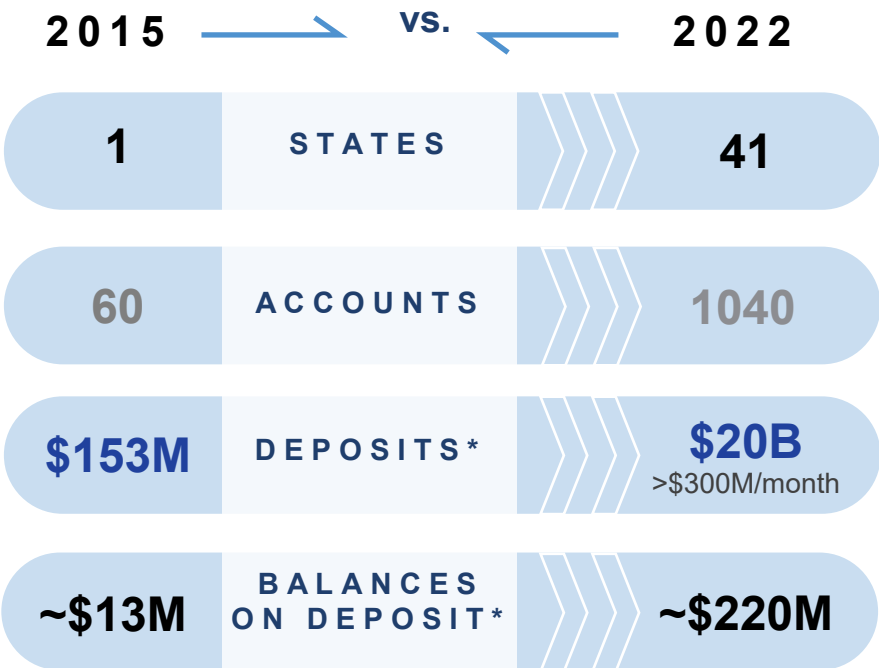 2015 vs. 2022
1 STATES 41
60 ACCOUNTS 1040
$153M DEPOSITS* $20B
>$300M/month
~$13M BALANCES
ON DEPOSIT* ~$220M